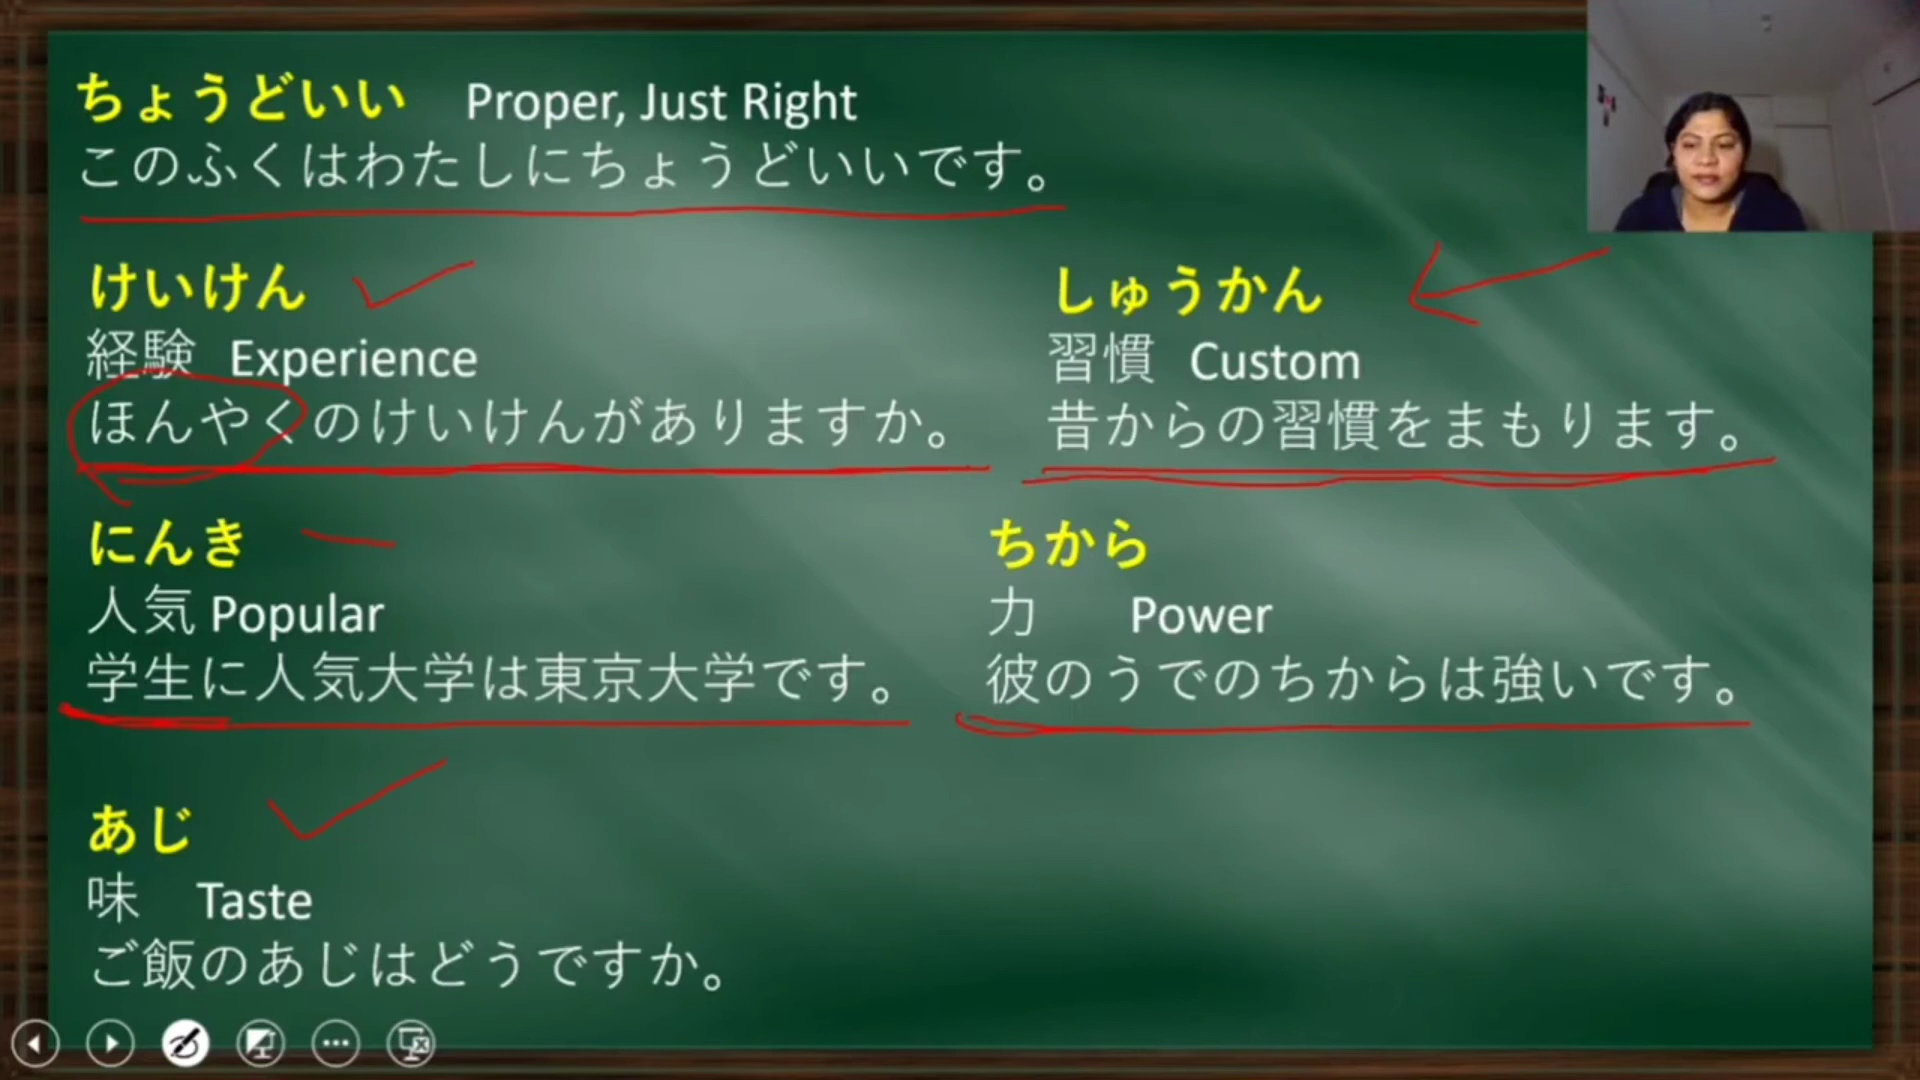 ちょうどいい Proper, Just Right
このふくはわたしにちょうどいいです。
けいけん
経験 Experience
ほんやくのけいけんがありますか。
しゅうかん
習慣 Custom
昔からの習慣をまもります。
にんき
人気 Popular
学生に人気大学は東京大学です。
ちから
力 Power
彼のうでのちからは強いです。
あじ
味 Taste
ご飯のあじはどうですか。